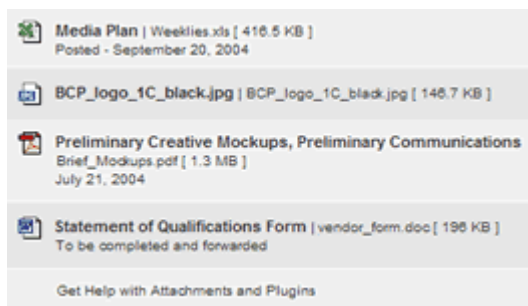 Media Plan | Weeklies.xls [ 416.5 KB ]
Posted - September 20, 2004
BCP_logo_1C_black.jpg | BCP_logo_1C_black.jpg [ 146.7 KB ]
Preliminary Creative Mockups, Preliminary Communications
Brief_Mockups.pdf [ 1.3 MB ]
July 21, 2004
Statement of Qualifications Form | vendor_form.doc [ 196 KB ]
To be completed and forwarded
Get Help with Attachments and Plugins